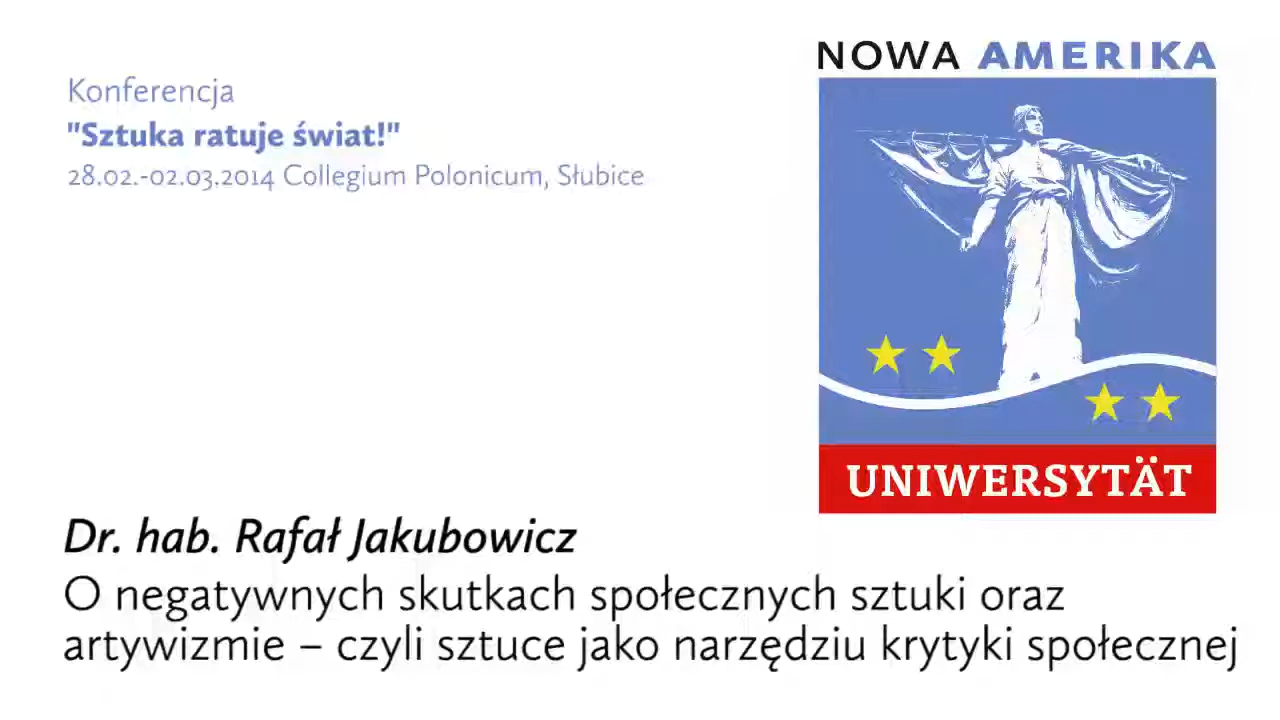 Konferencja
"Sztuka ratuje świat!"
28.02.-02.03.2014 Collegium Polonicum, Słubice
NOWA AMERIKA
UNIWERSYTÄT
Dr. hab. Rafał Jakubowicz
O negatywnych skutkach społecznych sztuki oraz
artywizmie – czyli sztuce jako narzędziu krytyki społecznej